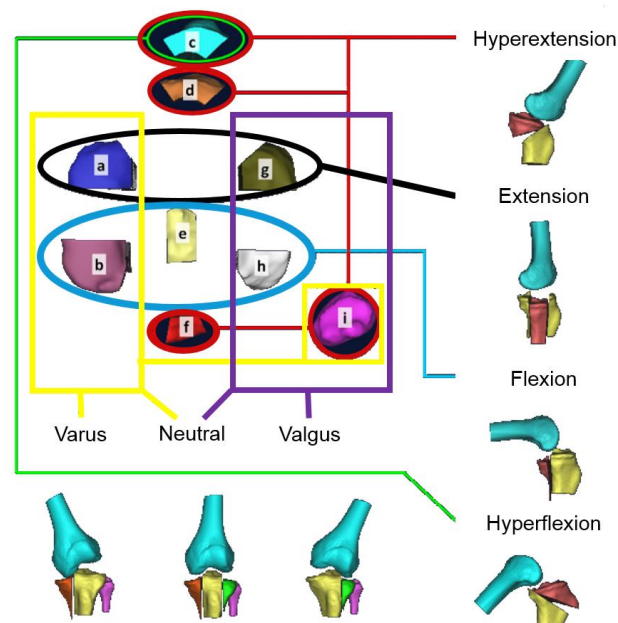 c
Hyperextension
d
a
g
Extension
e
b
h
f
i
Flexion
Varus
Neutral
Valgus
Hyperflexion